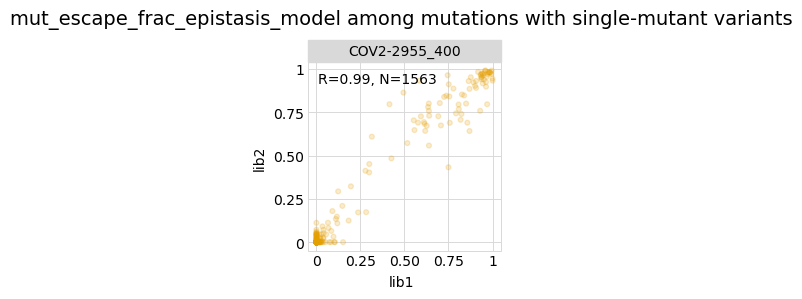 mut_escape_frac_epistasis_model among mutations with single-mutant variants
COV2-2955_400
R=0.99, N=1563
1
0.75
0.50
0.25
0
lib2
0 0.25 0.50 0.75 1
lib1